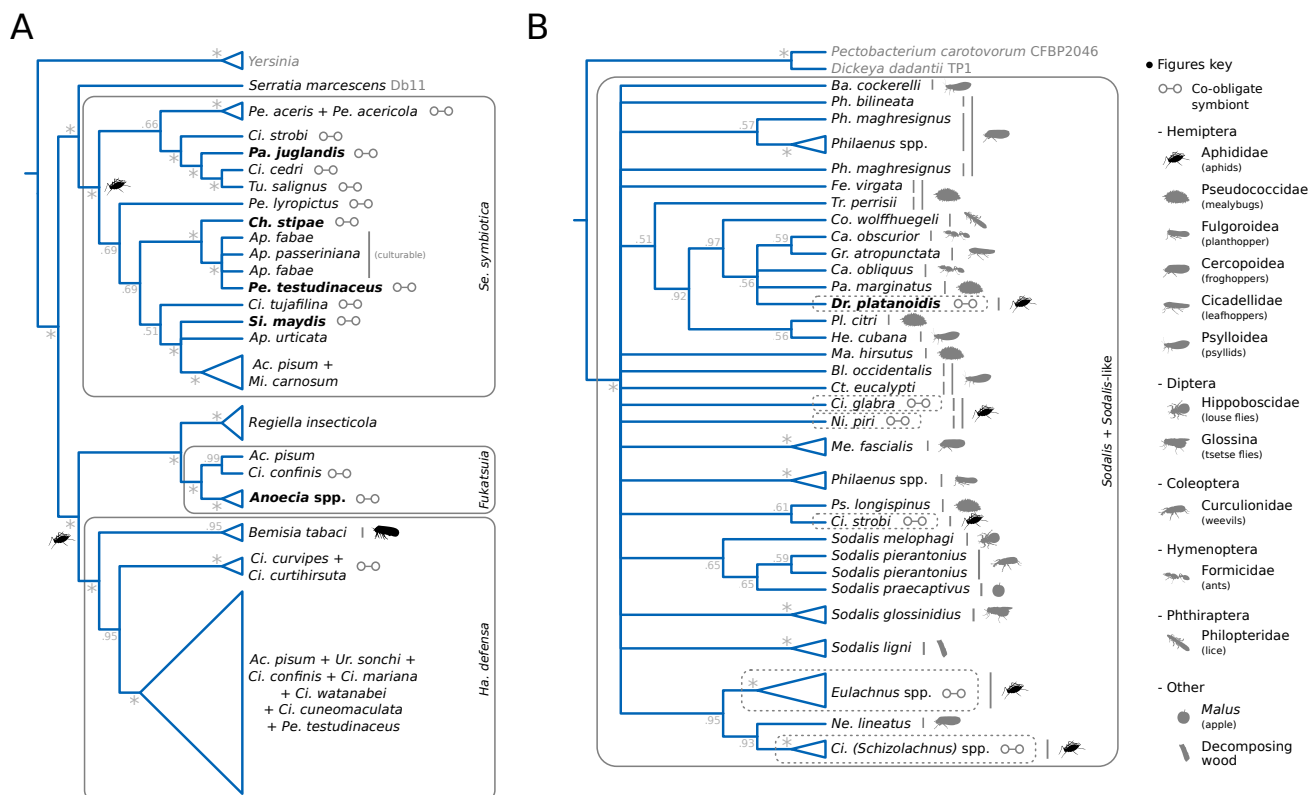 A
Yersinia
Serratia marcescens Db11
Pe. aceris + Pe. acericola
.66
Ci. strobi
Pa. juglandis
Ci. cedri
Tu. salignus
Pe. lyropictus
Ch. stipae
.69
Ap. fabae
Ap. passeriniana
(culturable)
Ap. fabae
Pe. testudinaceus
.69
Ci. tujafilina
Si. maydis
.51
Ap. urticata
Ac. pisum +
Mi. carnosum
Se. symbiotica
Regiella insecticola
Ac. pisum
.99
Ci. confinis
Anoecia spp.
Fukatsuia
.95
Bemisia tabaci
Ci. curvipes +
Ci. curtihirsuta
.95
Ac. pisum + Ur. sonchi +
Ci. confinis + Ci. mariana
+ Ci. watanabei
+ Ci. cuneomaculata
+ Pe. testudinaceus
Ha. defensa
B
Pectobacterium carotovorum CFBP2046
Dickeya dadantii TP1
Ba. cockerelli
Ph. bilineata
Ph. maghresignus
.57
Philaenus spp.
Ph. maghresignus
Fe. virgata
Tr. perrisii
Co. wolffhuegeli
.51
.97
Ca. obscurior
.59
Gr. atropunctata
Ca. obliquus
.56
Pa. marginatus
.92
Dr. platanoidis
Pl. citri
.56
He. cubana
Ma. hirsutus
Bl. occidentalis
Ct. eucalypti
Ci. glabra
Ni. piri
Me. fascialis
Philaenus spp.
Ps. longispinus
.61
Ci. strobi
Sodalis melophagi
Sodalis pierantonius
.59
.65
Sodalis pierantonius
65
Sodalis praecaptivus
Sodalis glossinidius
Sodalis ligni
Eulachnus spp.
.95
Ne. lineatus
.93
Ci. (Schizolachnus) spp.
Sodalis + Sodalis-like
• Figures key
Co-obligate
symbiont
- Hemiptera
Aphididae
(aphids)
Pseudococcidae
(mealybugs)
Fulgoroidea
(planthopper)
Cercopoidea
(froghoppers)
Cicadellidae
(leafhoppers)
Psylloidea
(psyllids)
- Diptera
Hippoboscidae
(louse flies)
Glossina
(tsetse flies)
- Coleoptera
Curculionidae
(weevils)
- Hymenoptera
Formicidae
(ants)
- Phthiraptera
Philopteridae
(lice)
- Other
Malus
(apple)
Decomposing
wood